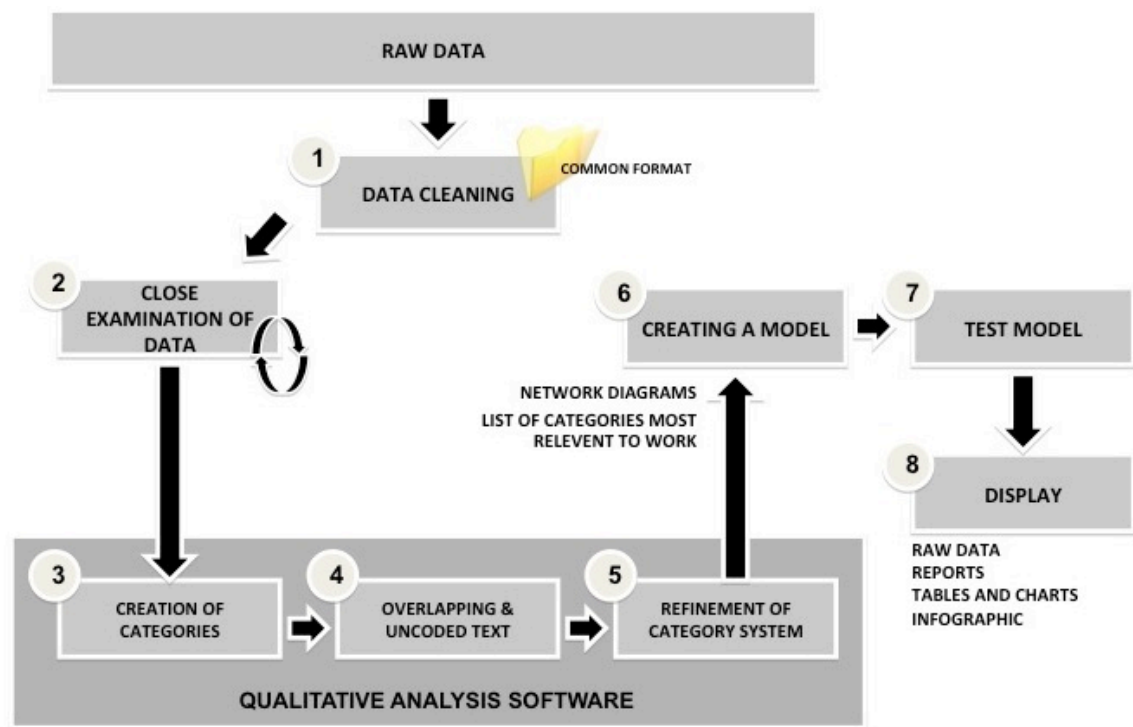 RAW DATA
1
DATA CLEANING
COMMON FORMAT
2
CLOSE
EXAMINATION OF
DATA
3
CREATION OF
CATEGORIES
4
OVERLAPPING &
UNCODED TEXT
5
REFINEMENT OF
CATEGORY SYSTEM
QUALITATIVE ANALYSIS SOFTWARE
6
CREATING A MODEL
NETWORK DIAGRAMS
LIST OF CATEGORIES MOST
RELEVENT TO WORK
7
TEST MODEL
8
DISPLAY
RAW DATA
REPORTS
TABLES AND CHARTS
INFOGRAPHIC